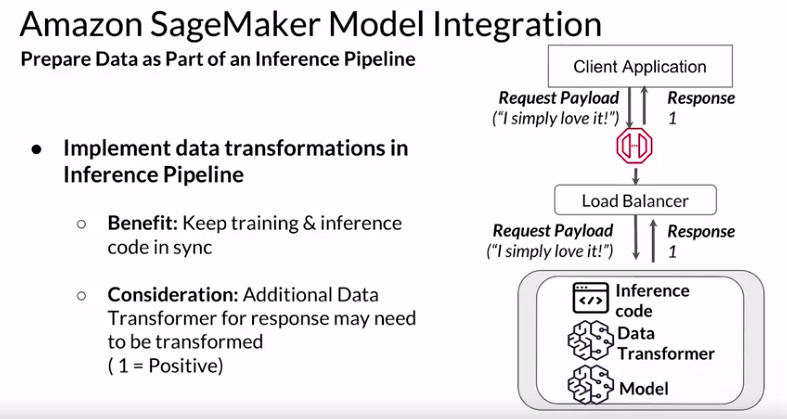 Amazon SageMaker Model Integration
Prepare Data as Part of an Inference Pipeline
● Implement data transformations in
Inference Pipeline
○ Benefit: Keep training & inference
code in sync
○ Consideration: Additional Data
Transformer for response may need
to be transformed
( 1 = Positive)
Client Application
Request Payload
("I simply love it!")
Response
1
Load Balancer
Request Payload
("I simply love it!")
Response
1
Inference
code
Data
Transformer
Model